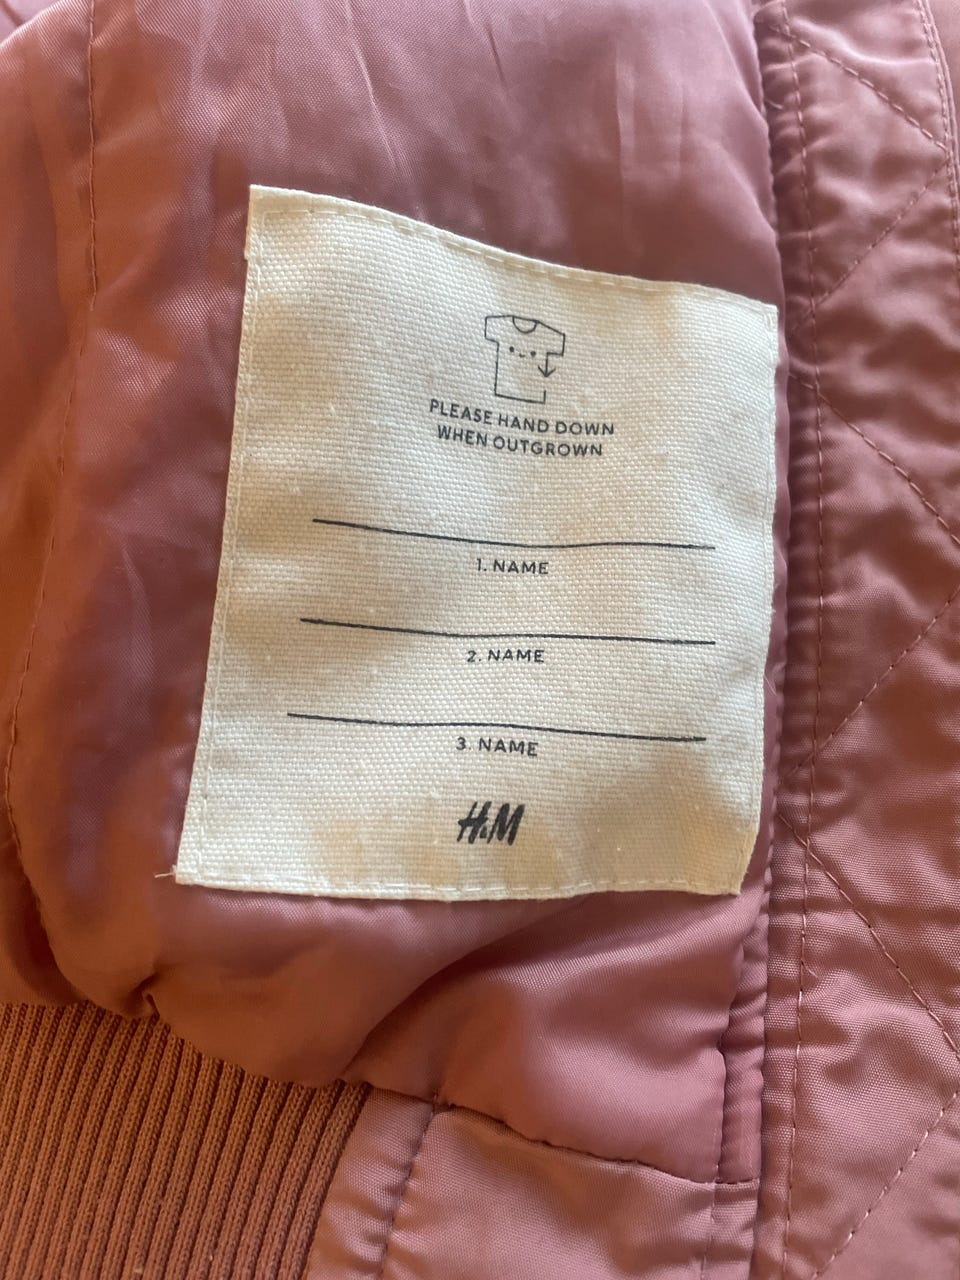 PLEASE HAND DOWN
WHEN OUTGROWN
1. NAME
2. NAME
3. NAME
H&M